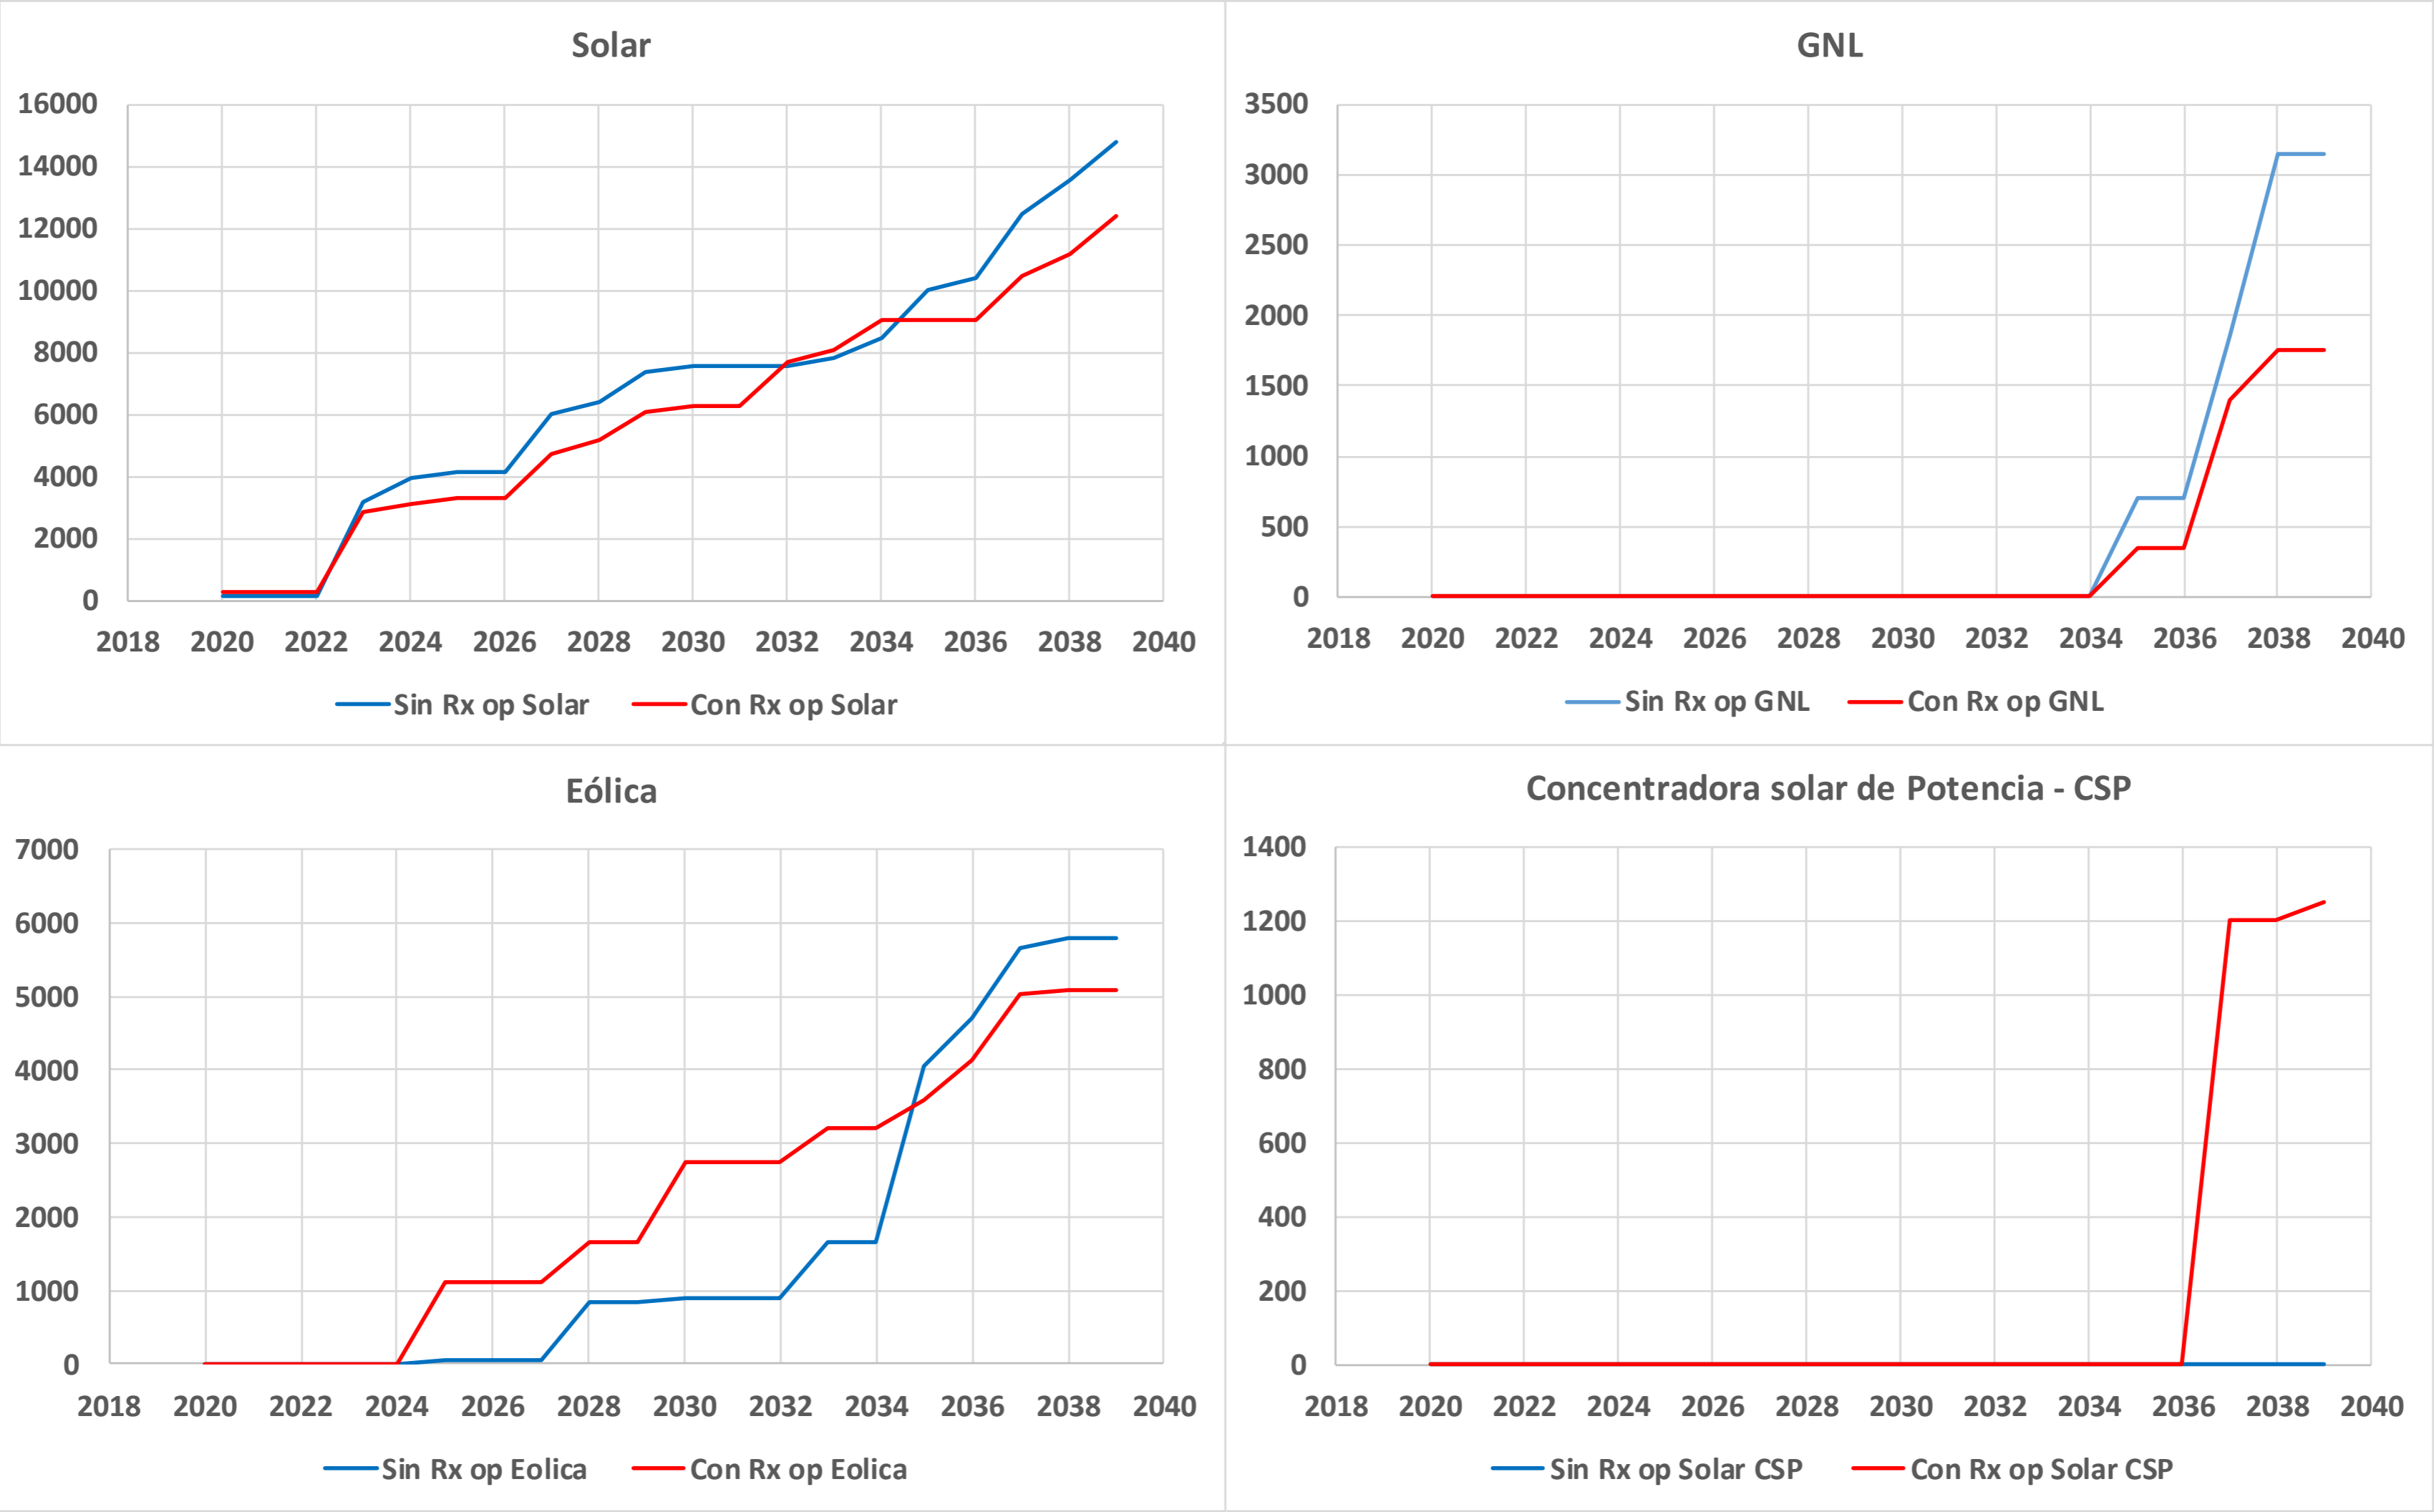 Solar
16000
14000
12000
10000
8000
6000
4000
2000
0
2018 2020 2022 2024 2026 2028 2030 2032 2034 2036 2038 2040
Sin Rx op Solar Con Rx op Solar
GNL
3500
3000
2500
2000
1500
1000
500
0
2018 2020 2022 2024 2026 2028 2030 2032 2034 2036 2038 2040
Sin Rx op GNL Con Rx op GNL
Eólica
7000
6000
5000
4000
3000
2000
1000
0
2018 2020 2022 2024 2026 2028 2030 2032 2034 2036 2038 2040
Sin Rx op Eolica Con Rx op Eolica
Concentradora solar de Potencia - CSP
1400
1200
1000
800
600
400
200
0
2018 2020 2022 2024 2026 2028 2030 2032 2034 2036 2038 2040
Sin Rx op Solar CSP Con Rx op Solar CSP